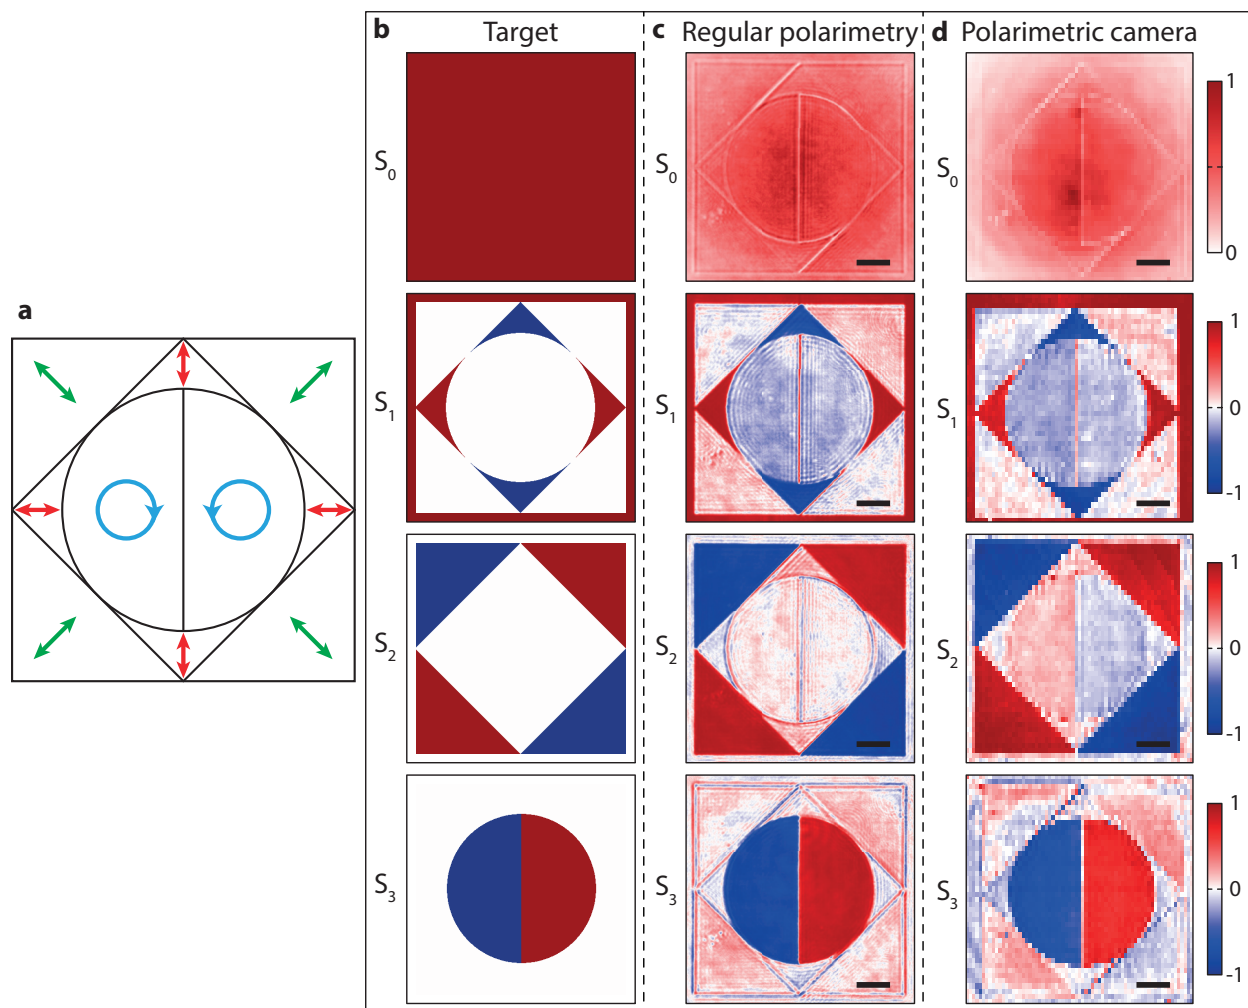 b Target c Regular polarimetry d Polarimetric camera
S0 S0 S0 1
0
a
S1 S1 S1 1
0
-1
S2 S2 S2 1
0
-1
S3 S3 S3 1
0
-1